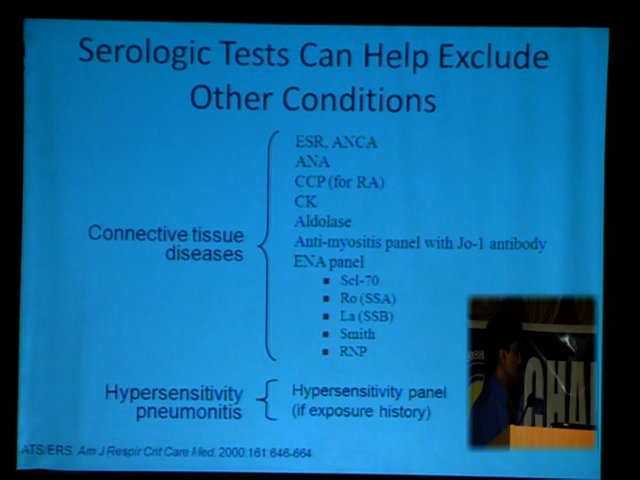 Serologic Tests Can Help Exclude
Other Conditions
Connective tissue
diseases
ESR, ANCA
ANA
CCP (for RA)
CK
Aldolase
Anti-myositis panel with Jo-1 antibody
ENA panel
▪ Scl-70
▪ Ro (SSA)
▪ La (SSB)
▪ Smith
▪ RNP
Hypersensitivity
pneumonitis
Hypersensitivity panel
(if exposure history)
ATS/ERS. Am J Respir Crit Care Med. 2000;161:646-664.
CHAI